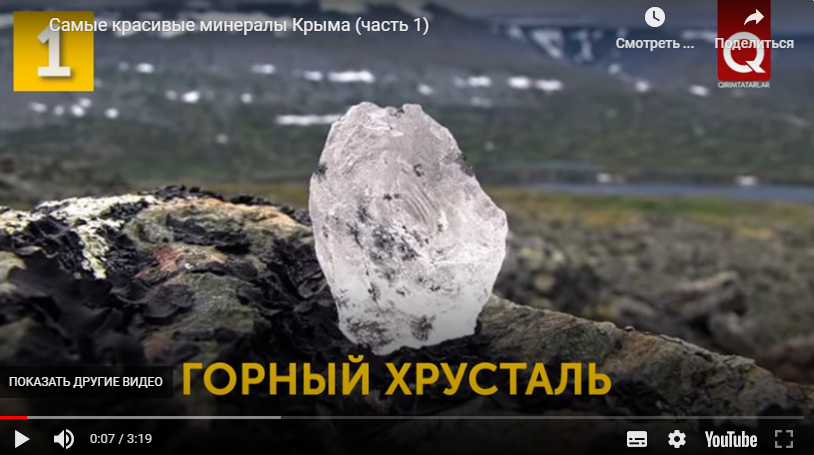 1
Самые красивые минералы Крыма (часть 1)
Смотреть ...
Поделиться
Q
QIRIMTATARLAR
ПОКАЗАТЬ ДРУГИЕ ВИДЕО
ГОРНЫЙ ХРУСТАЛЬ
0:07 / 3:19
YouTube